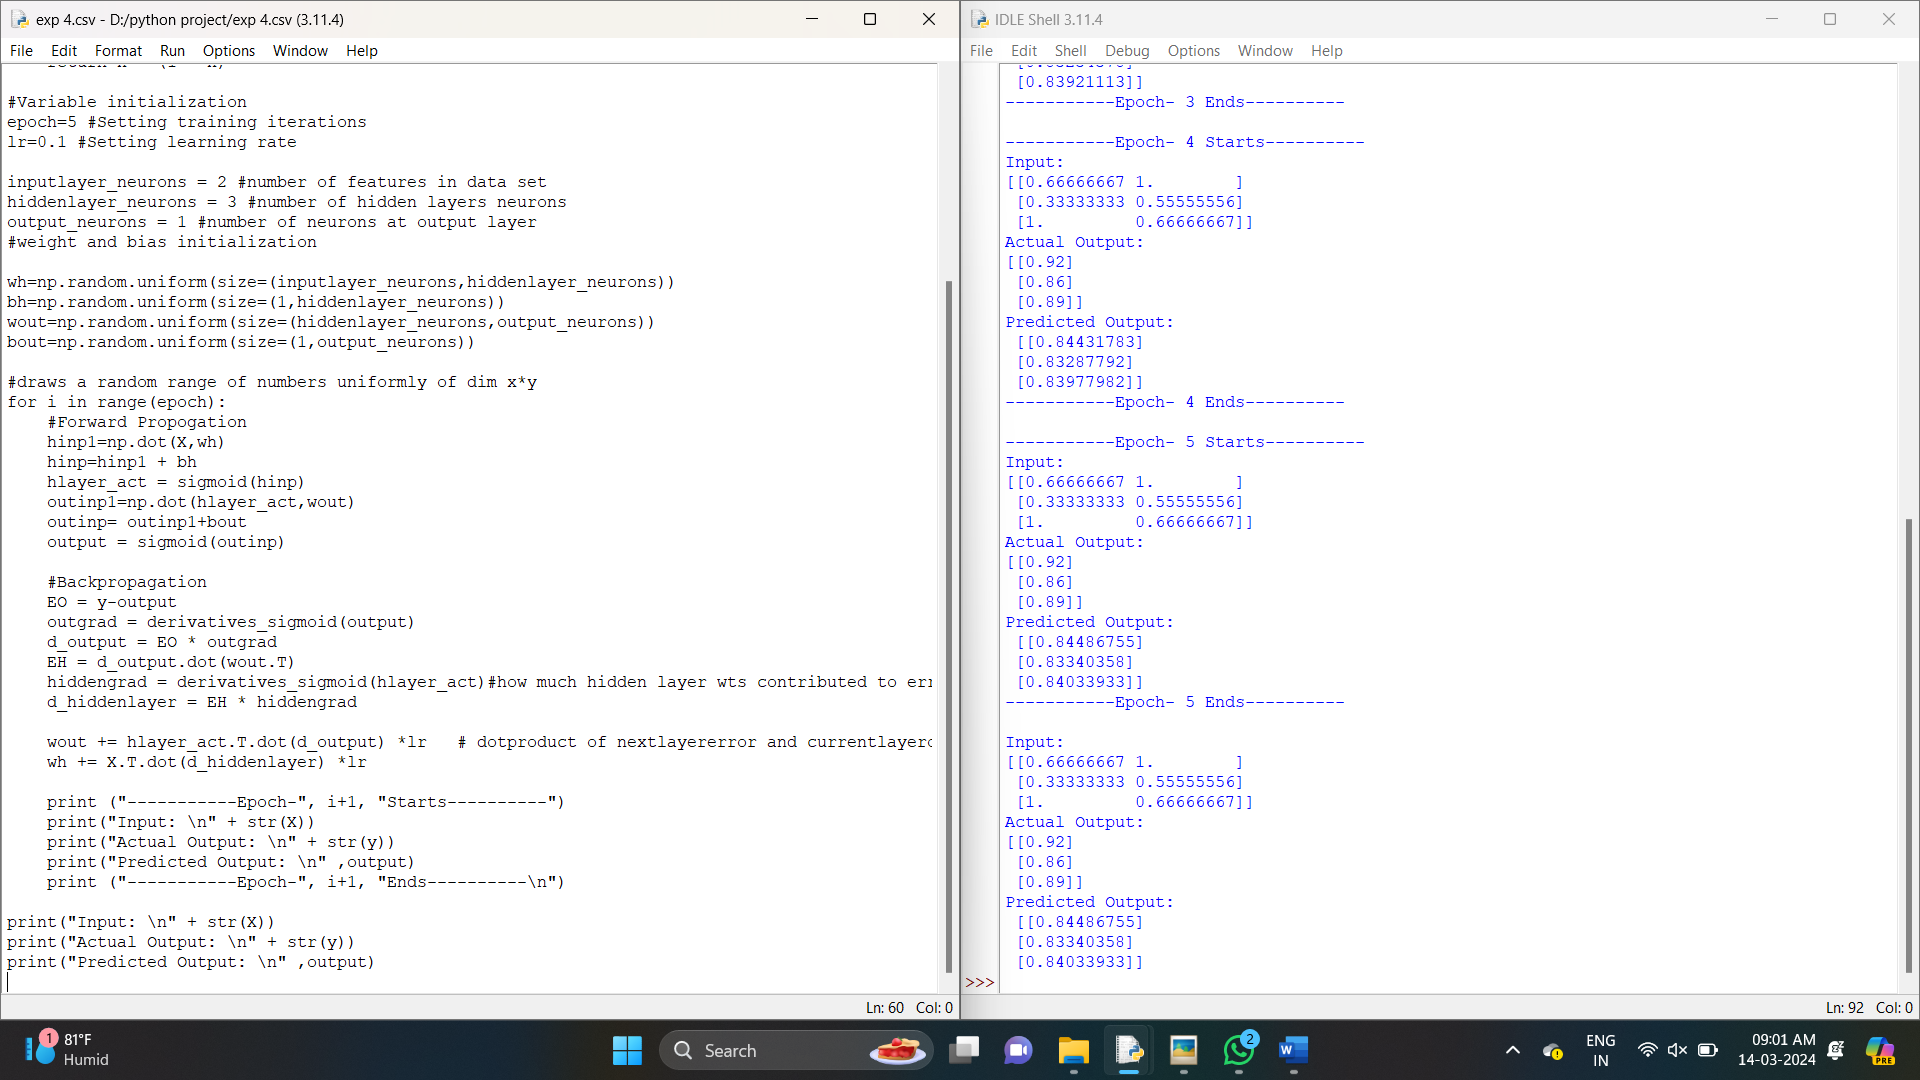 exp 4.csv - D:/python project/exp 4.csv (3.11.4)
File Edit Format Run Options Window Help
#Variable initialization
epoch=5 #Setting training iterations
lr=0.1 #Setting learning rate
inputlayer_neurons = 2 #number of features in data set
hiddenlayer_neurons = 3 #number of hidden layers neurons
output_neurons = 1 #number of neurons at output layer
#weight and bias initialization
wh=np.random.uniform(size=(inputlayer_neurons,hiddenlayer_neurons))
bh=np.random.uniform(size=(1,hiddenlayer_neurons))
wout=np.random.uniform(size=(hiddenlayer_neurons,output_neurons))
bout=np.random.uniform(size=(1,output_neurons))
#draws a random range of numbers uniformly of dim x*y
for i in range(epoch):
    #Forward Propogation
    hinp1=np.dot(X,wh)
    hinp=hinp1 + bh
    hlayer_act = sigmoid(hinp)
    outinp1=np.dot(hlayer_act,wout)
    outinp= outinp1+bout
    output = sigmoid(outinp)
    #Backpropagation
    EO = y-output
    outgrad = derivatives_sigmoid(output)
    d_output = EO * outgrad
    EH = d_output.dot(wout.T)
    hiddengrad = derivatives_sigmoid(hlayer_act)#how much hidden layer wts contributed to
    d_hiddenlayer = EH * hiddengrad
    wout += hlayer_act.T.dot(d_output) *lr   # dotproduct of nextlayererror and
    wh += X.T.dot(d_hiddenlayer) *lr
    print ("-----------Epoch-", i+1, "Starts----------")
    print("Input: \n" + str(X))
    print("Actual Output: \n" + str(y))
    print("Predicted Output: \n" ,output)
    print ("-----------Epoch-", i+1, "Ends----------\n")
print("Input: \n" + str(X))
print("Actual Output: \n" + str(y))
print("Predicted Output: \n" ,output)
Ln: 60 Col: 0
IDLE Shell 3.11.4
File Edit Shell Debug Options Window Help
[0.83921113]]
-----------Epoch- 3 Ends----------
-----------Epoch- 4 Starts----------
Input:
[[0.66666667 1.        ]
 [0.33333333 0.55555556]
 [1.         0.66666667]]
Actual Output:
[[0.92]
 [0.86]
 [0.89]]
Predicted Output:
 [[0.84431783]
 [0.83287792]
 [0.83977982]]
-----------Epoch- 4 Ends----------
-----------Epoch- 5 Starts----------
Input:
[[0.66666667 1.        ]
 [0.33333333 0.55555556]
 [1.         0.66666667]]
Actual Output:
[[0.92]
 [0.86]
 [0.89]]
Predicted Output:
 [[0.84486755]
 [0.83340358]
 [0.84033933]]
-----------Epoch- 5 Ends----------
Input:
[[0.66666667 1.        ]
 [0.33333333 0.55555556]
 [1.         0.66666667]]
Actual Output:
[[0.92]
 [0.86]
 [0.89]]
Predicted Output:
 [[0.84486755]
 [0.83340358]
 [0.84033933]]
>>>
Ln: 92 Col: 0
1
81°F
Humid
Search
2
W
ENG
IN
09:01 AM
14-03-2024
PRE